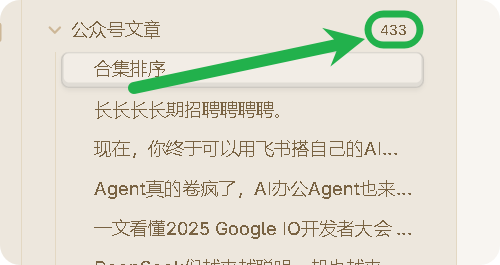 公众号文章 433
合集排序
长长长长期招聘聘聘聘。
现在，你终于可以用飞书搭自己的AI...
Agent真的卷疯了，AI办公Agent也来...
一文看懂2025 Google IO开发者大会 ...